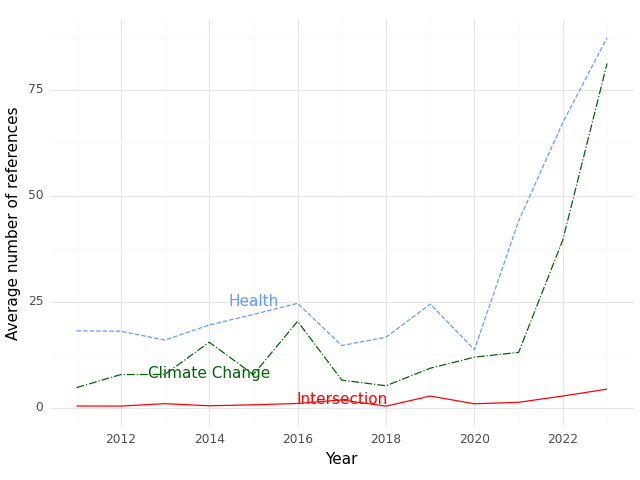 Average number of references
75
50
25
0
Health
Climate Change
Intersection
2012 2014 2016 2018 2020 2022
Year